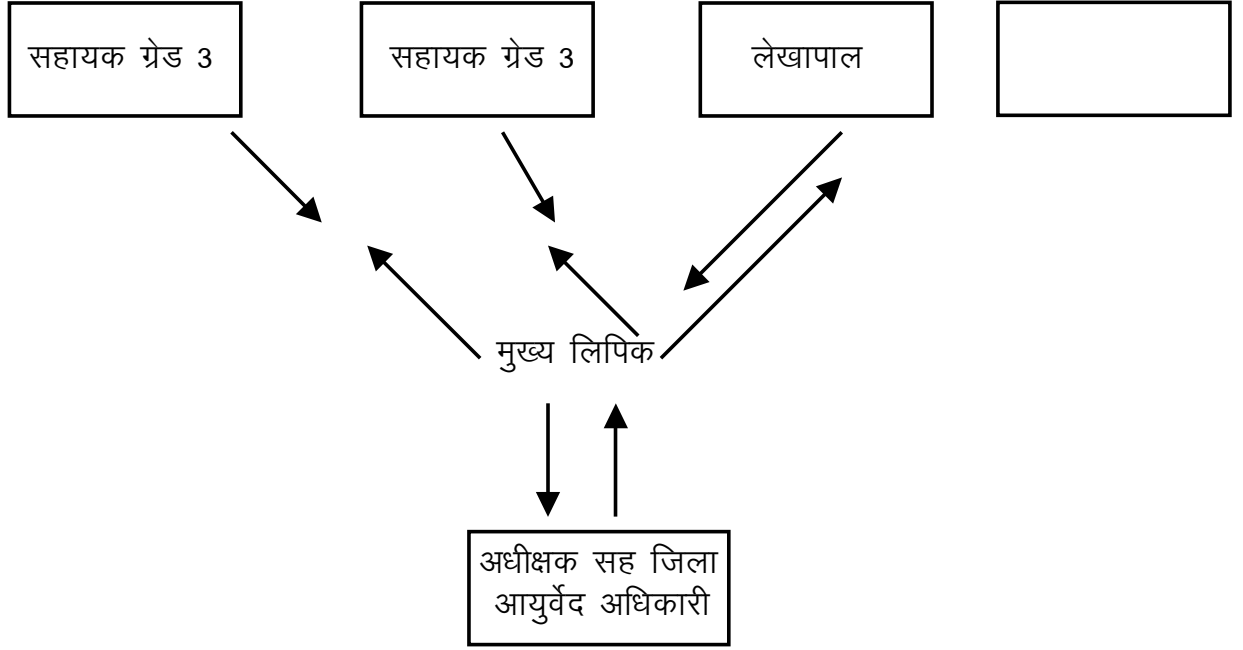 सहायक ग्रेड 3
सहायक ग्रेड 3
लेखापाल
मुख्य लिपिक
अधीक्षक सह जिला
आयुर्वेद अधिकारी